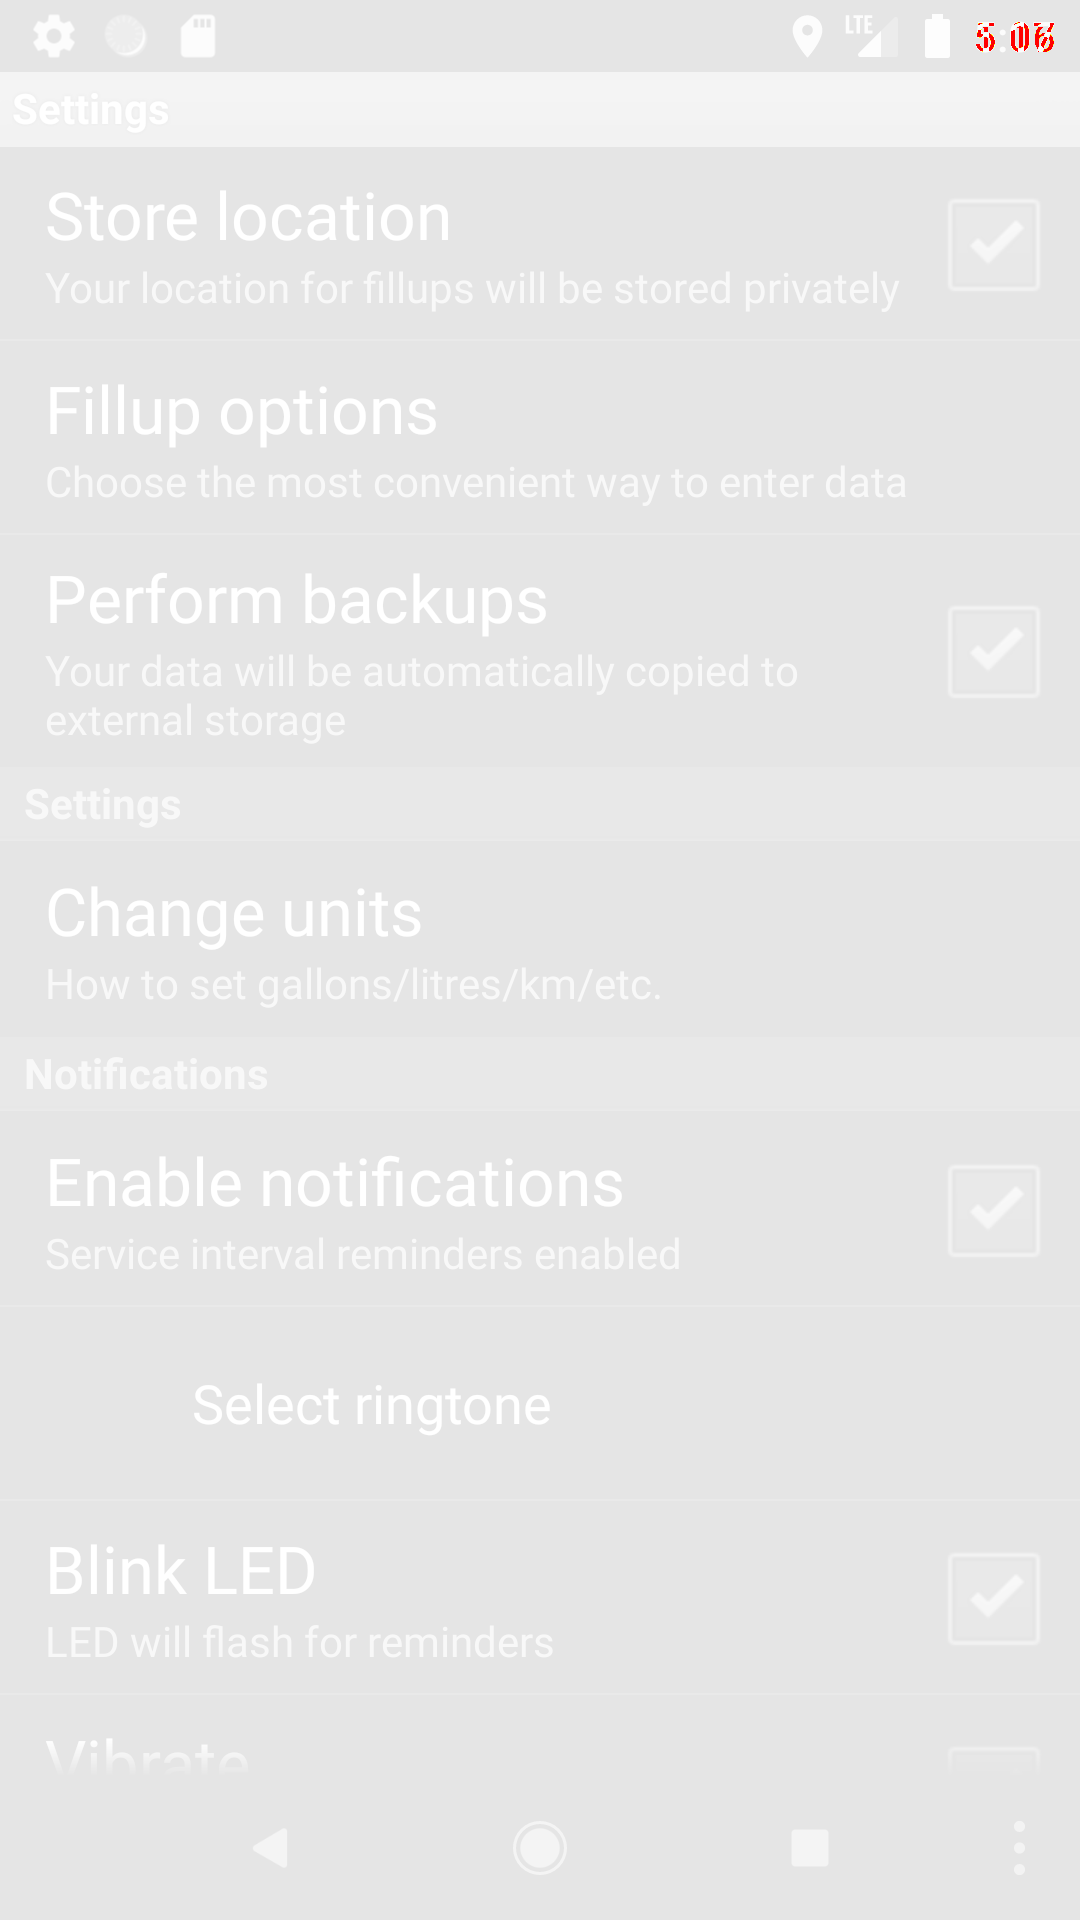 LTE
Settings
Store location
Your location for fillups will be stored privately
Fillup options
Choose the most convenient way to enter data
Perform backups
Your data will be automatically copied to
external storage
Settings
Change units
How to set gallons/litres/km/etc.
Notifications
Enable notifications
Service interval reminders enabled
Select ringtone
Blink LED
LED will flash for reminders
Vibrate